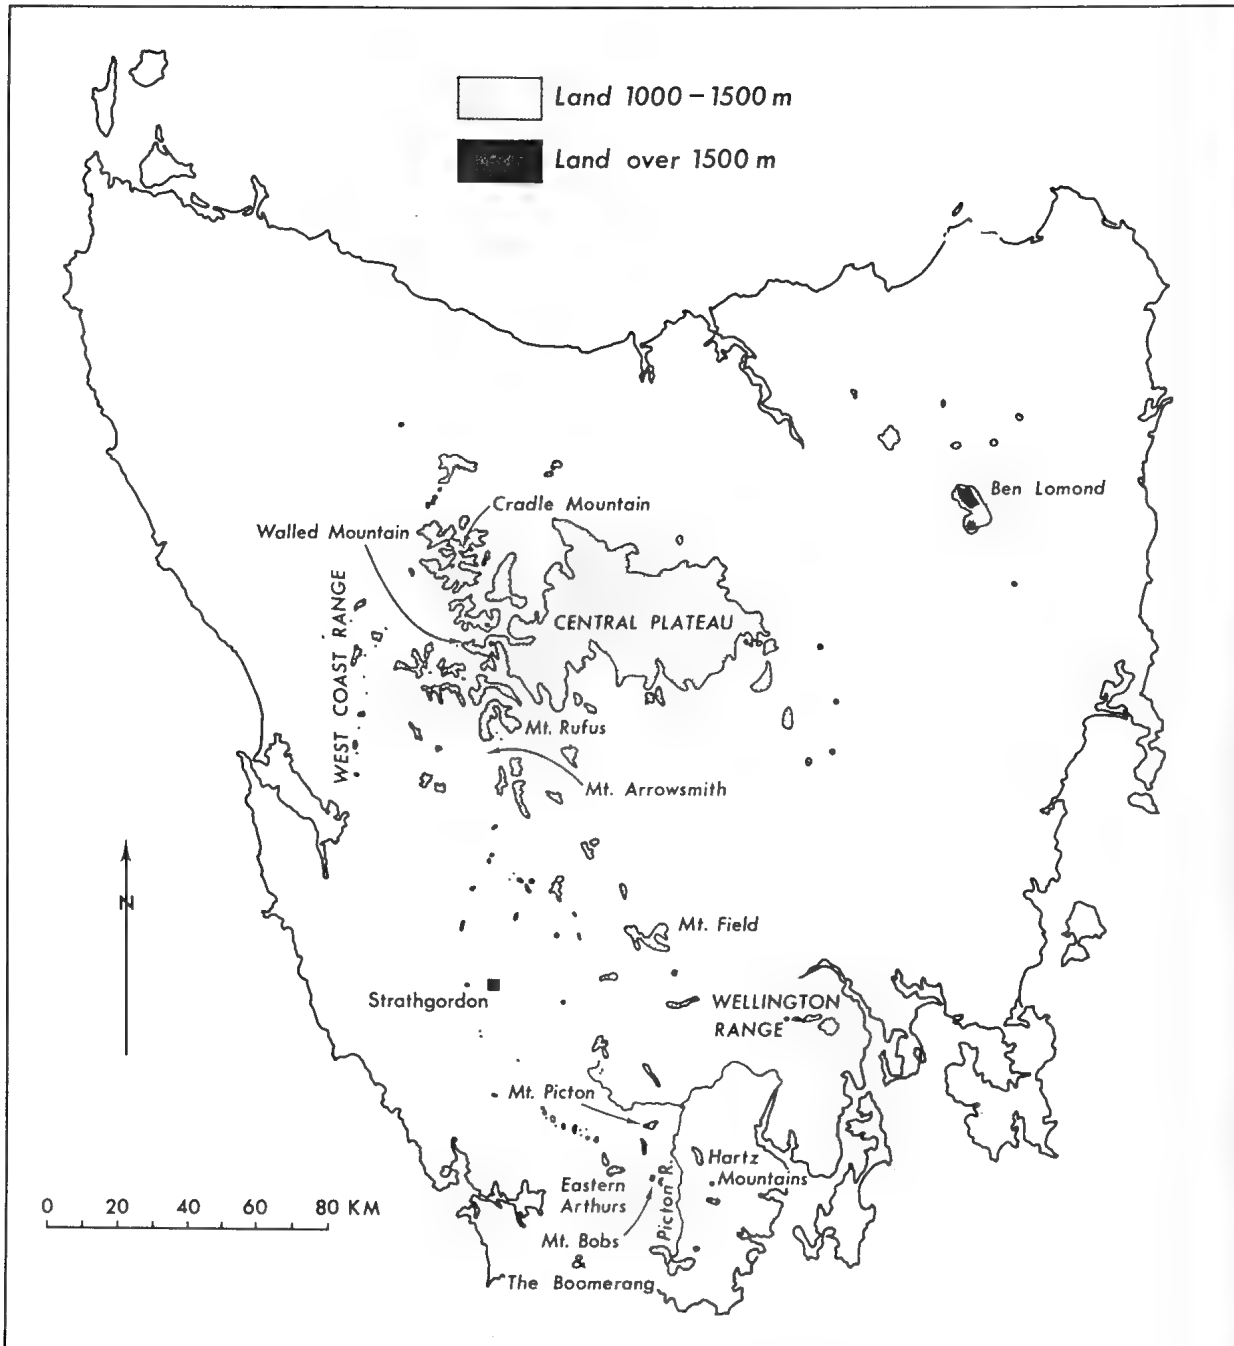 Land 1000 – 1500 m
Land over 1500 m
Ben Lomond
Cradle Mountain
Walled Mountain
WEST COAST RANGE
CENTRAL PLATEAU
Mt. Rufus
Mt. Arrowsmith
N
Mt. Field
Strathgordon
WELLINGTON
RANGE
Mt. Picton
Hartz
Mountains
Picton R.
Eastern
Arthurs
0 20 40 60 80 KM
Mt. Bobs
&
The Boomerang